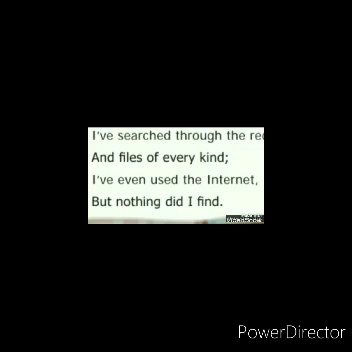 I've searched through the
And files of every kind;
I've even used the Internet,
But nothing did I find.
PowerDirector